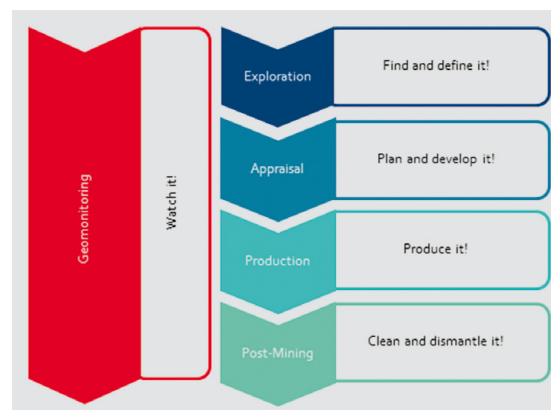 Geomonitoring
Watch it!
Exploration
Find and define it!
Appraisal
Plan and develop it!
Production
Produce it!
Post-Mining
Clean and dismantle it!